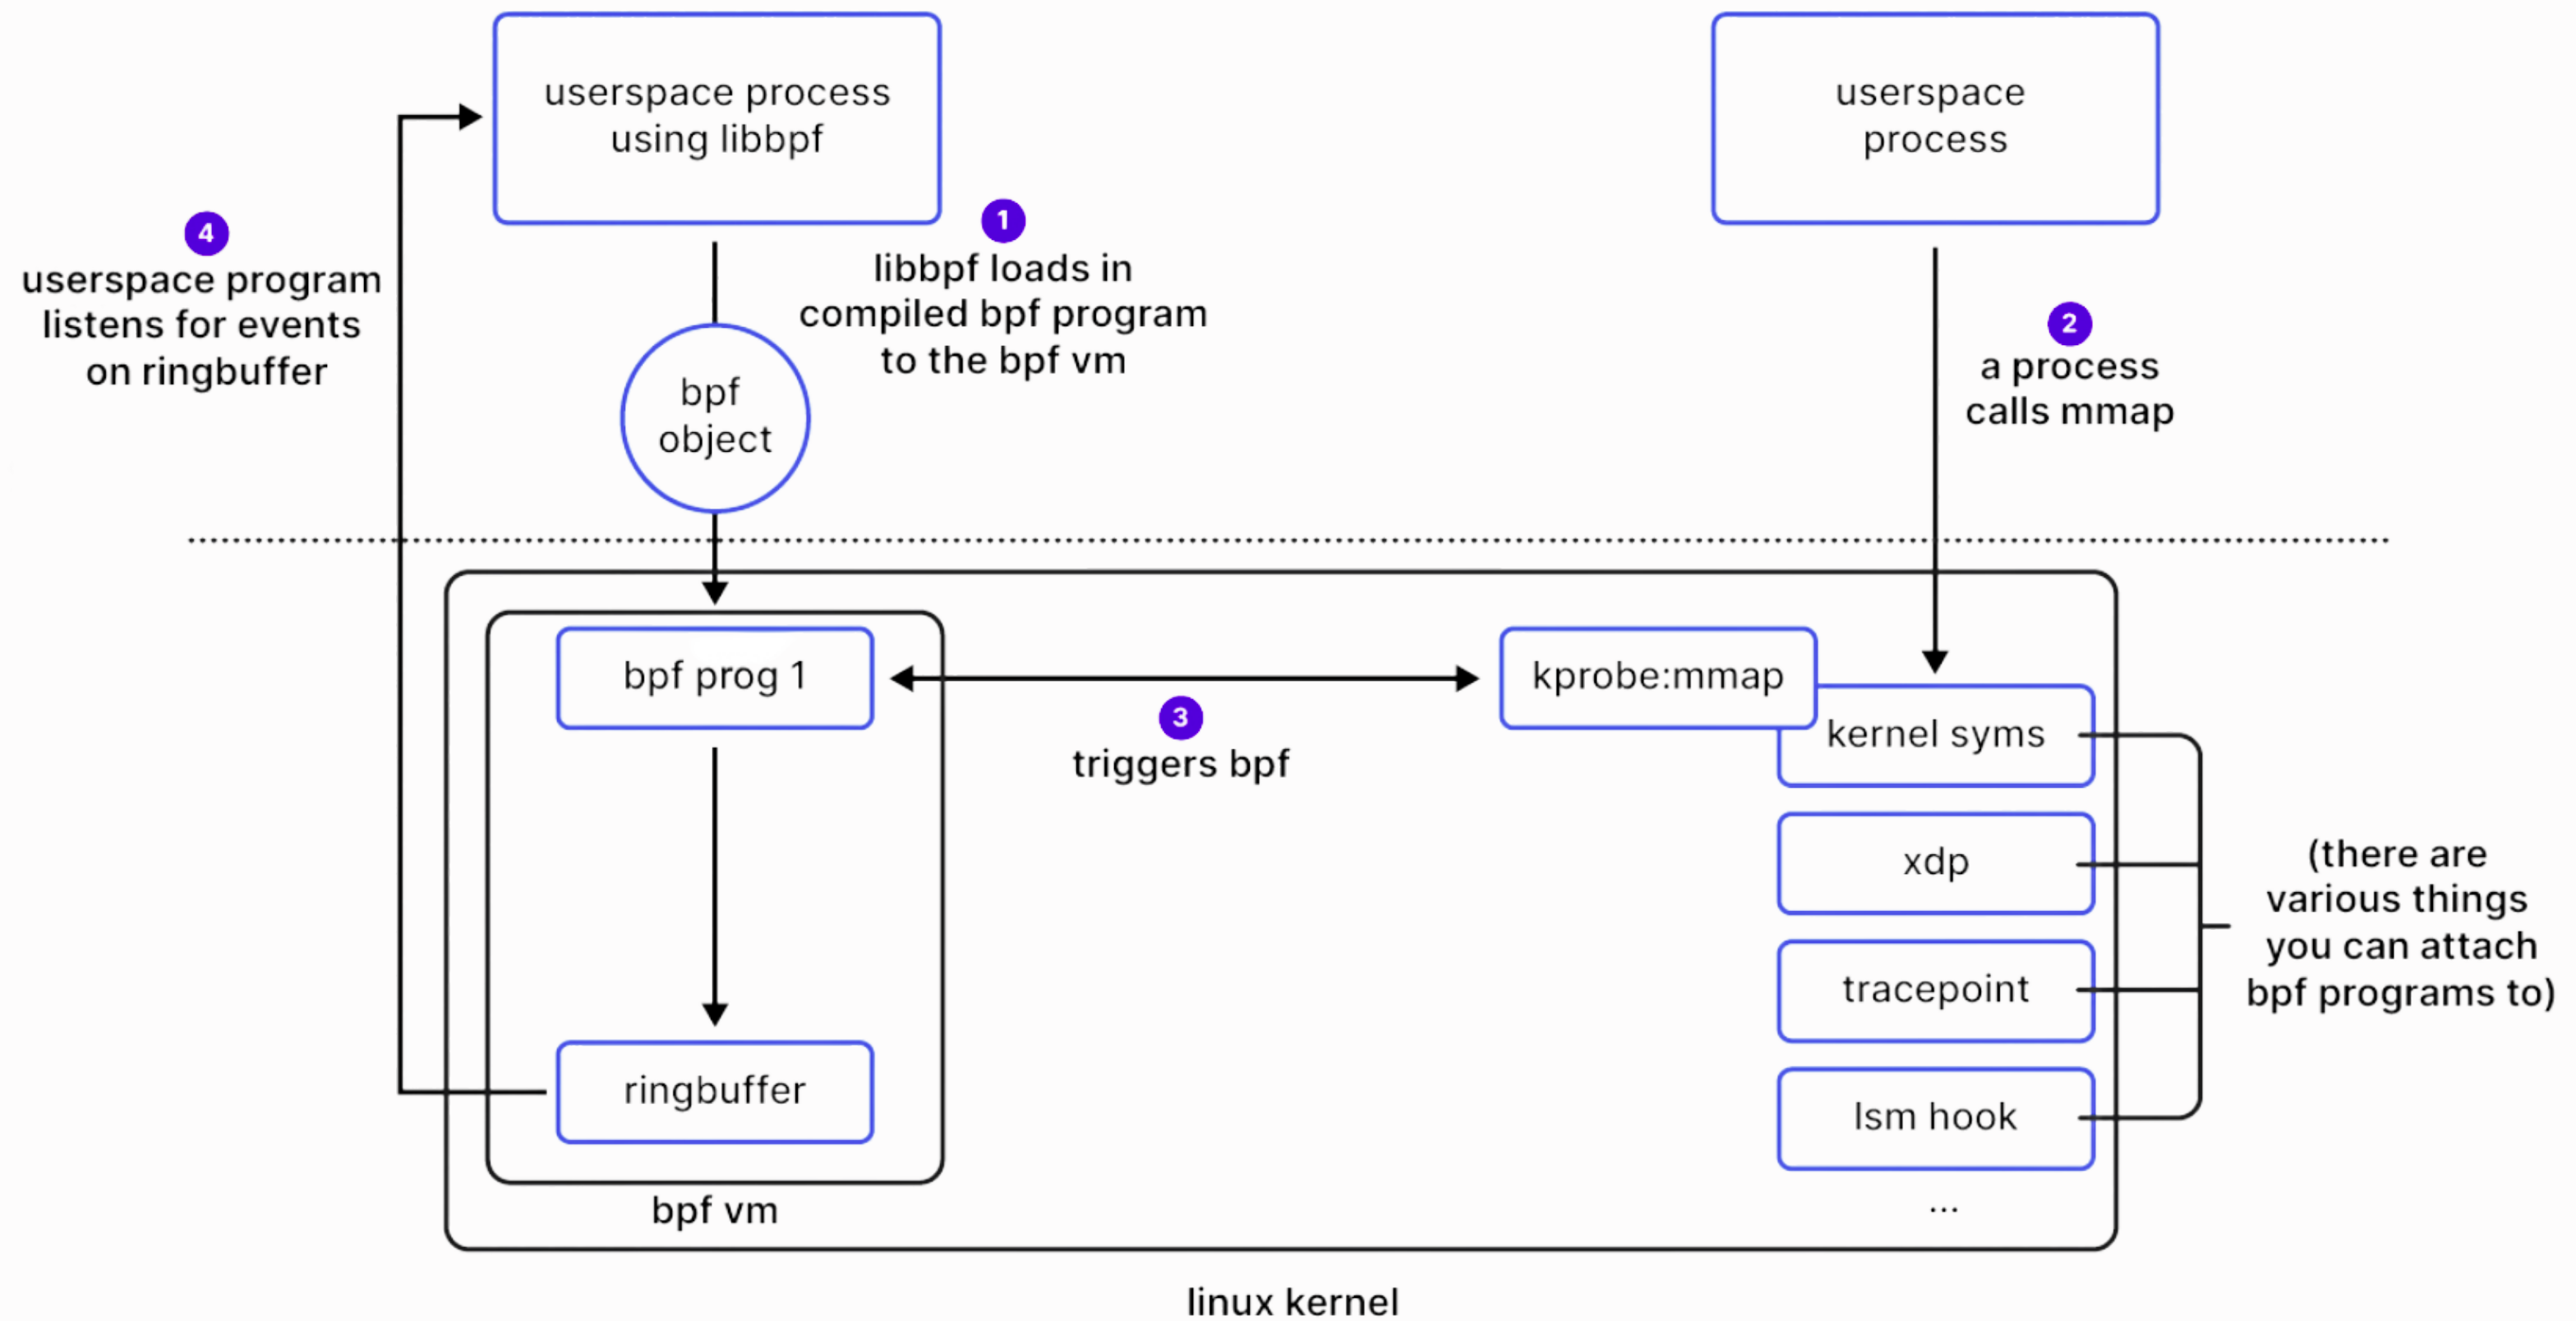 userspace process
using libbpf
userspace
process
4
userspace program
listens for events
on ringbuffer
1
libbpf loads in
compiled bpf program
to the bpf vm
2
a process
calls mmap
bpf
object
bpf prog 1
3
triggers bpf
kprobe:mmap
kernel syms
xdp
tracepoint
lsm hook
...
(there are
various things
you can attach
bpf programs to)
ringbuffer
bpf vm
linux kernel